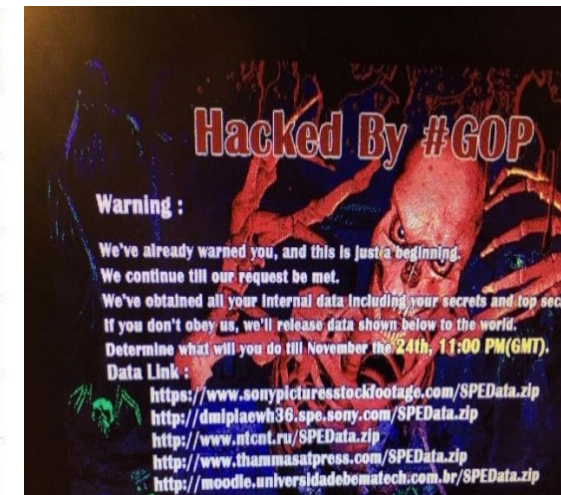 Hacked By #GOP
Warning :
We've already warned you, and this is just a beginning.
We continue till our request be met.
We've obtained all your internal data including your secrets and top sec
If you don't obey us, we'll release data shown below to the world.
Determine what will you do till November the 24th, 11:00 PM(GMT).
Data Link :
https://www.sonypicturesstockfootage.com/SPEData.zip
http://dmiplaewh36.spe.sony.com/SPEData.zip
http://www.ntcnt.ru/SPEData.zip
http://www.thammasatpress.com/SPEData.zip
http://moodle.universidadebematech.com.br/SPEData.zip